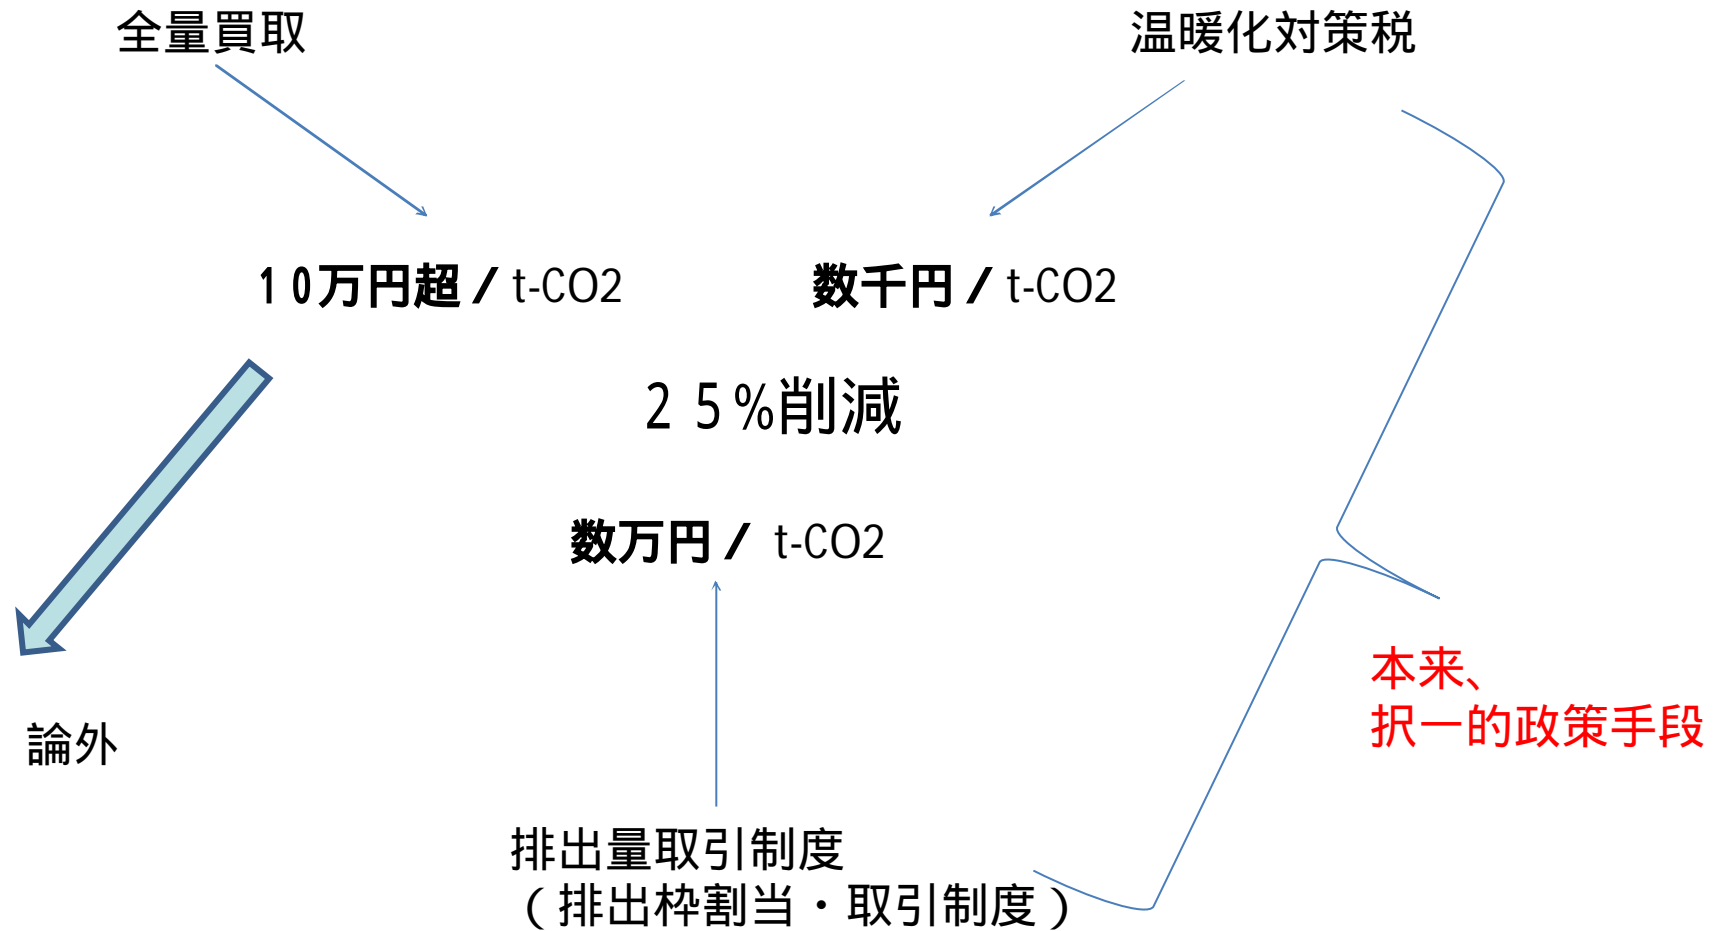 全量買取
温暖化対策税
１０万円超／t-CO2
数千円／t-CO2
２５%削減
数万円／ t-CO2
本来、
択一的政策手段
論外
排出量取引制度
（排出枠割当・取引制度）